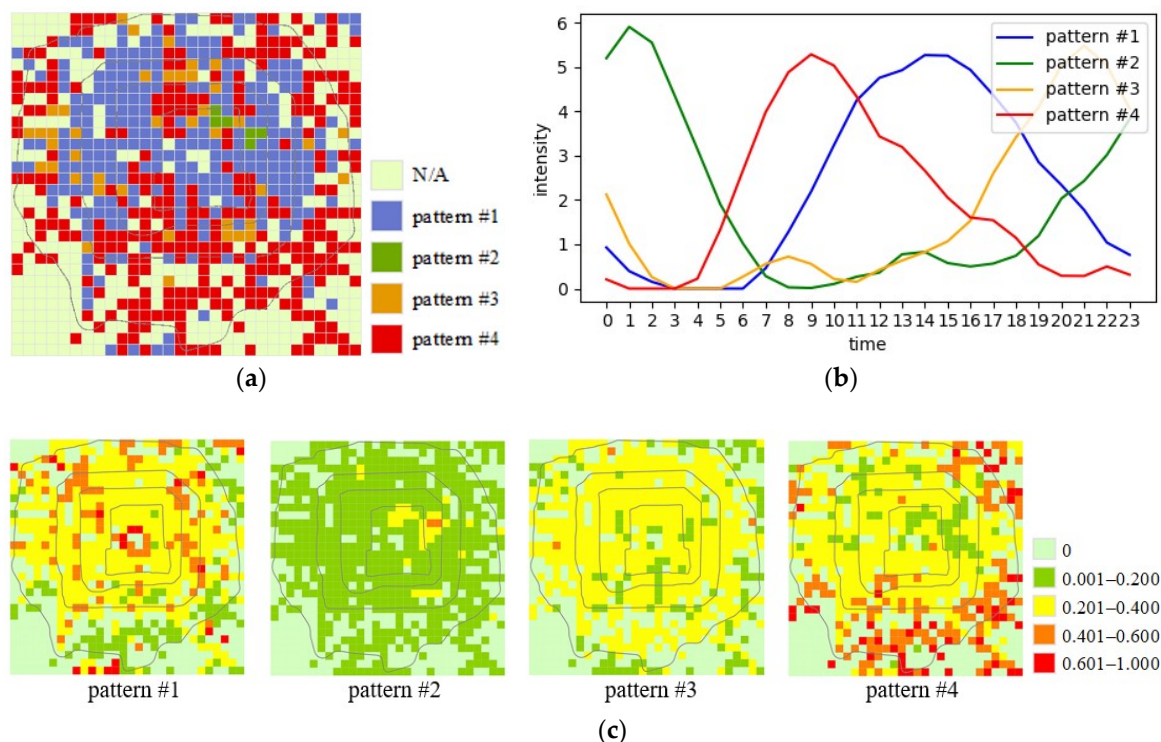 N/A
pattern #1
pattern #2
pattern #3
pattern #4
(a)
6
5
4
3
2
1
0
intensity
pattern #1
pattern #2
pattern #3
pattern #4
0 1 2 3 4 5 6 7 8 9 10 11 12 13 14 15 16 17 18 19 20 21 22 23
time
(b)
0
0.001–0.200
0.201–0.400
0.401–0.600
0.601–1.000
pattern #1 pattern #2 pattern #3 pattern #4
(c)